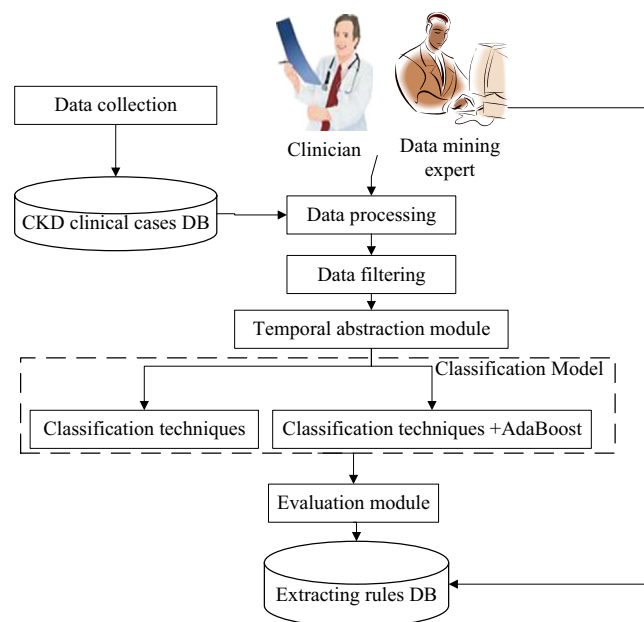 Data collection
Clinician
Data mining
expert
CKD clinical cases DB
Data processing
Data filtering
Temporal abstraction module
Classification Model
Classification techniques
Classification techniques +AdaBoost
Evaluation module
Extracting rules DB